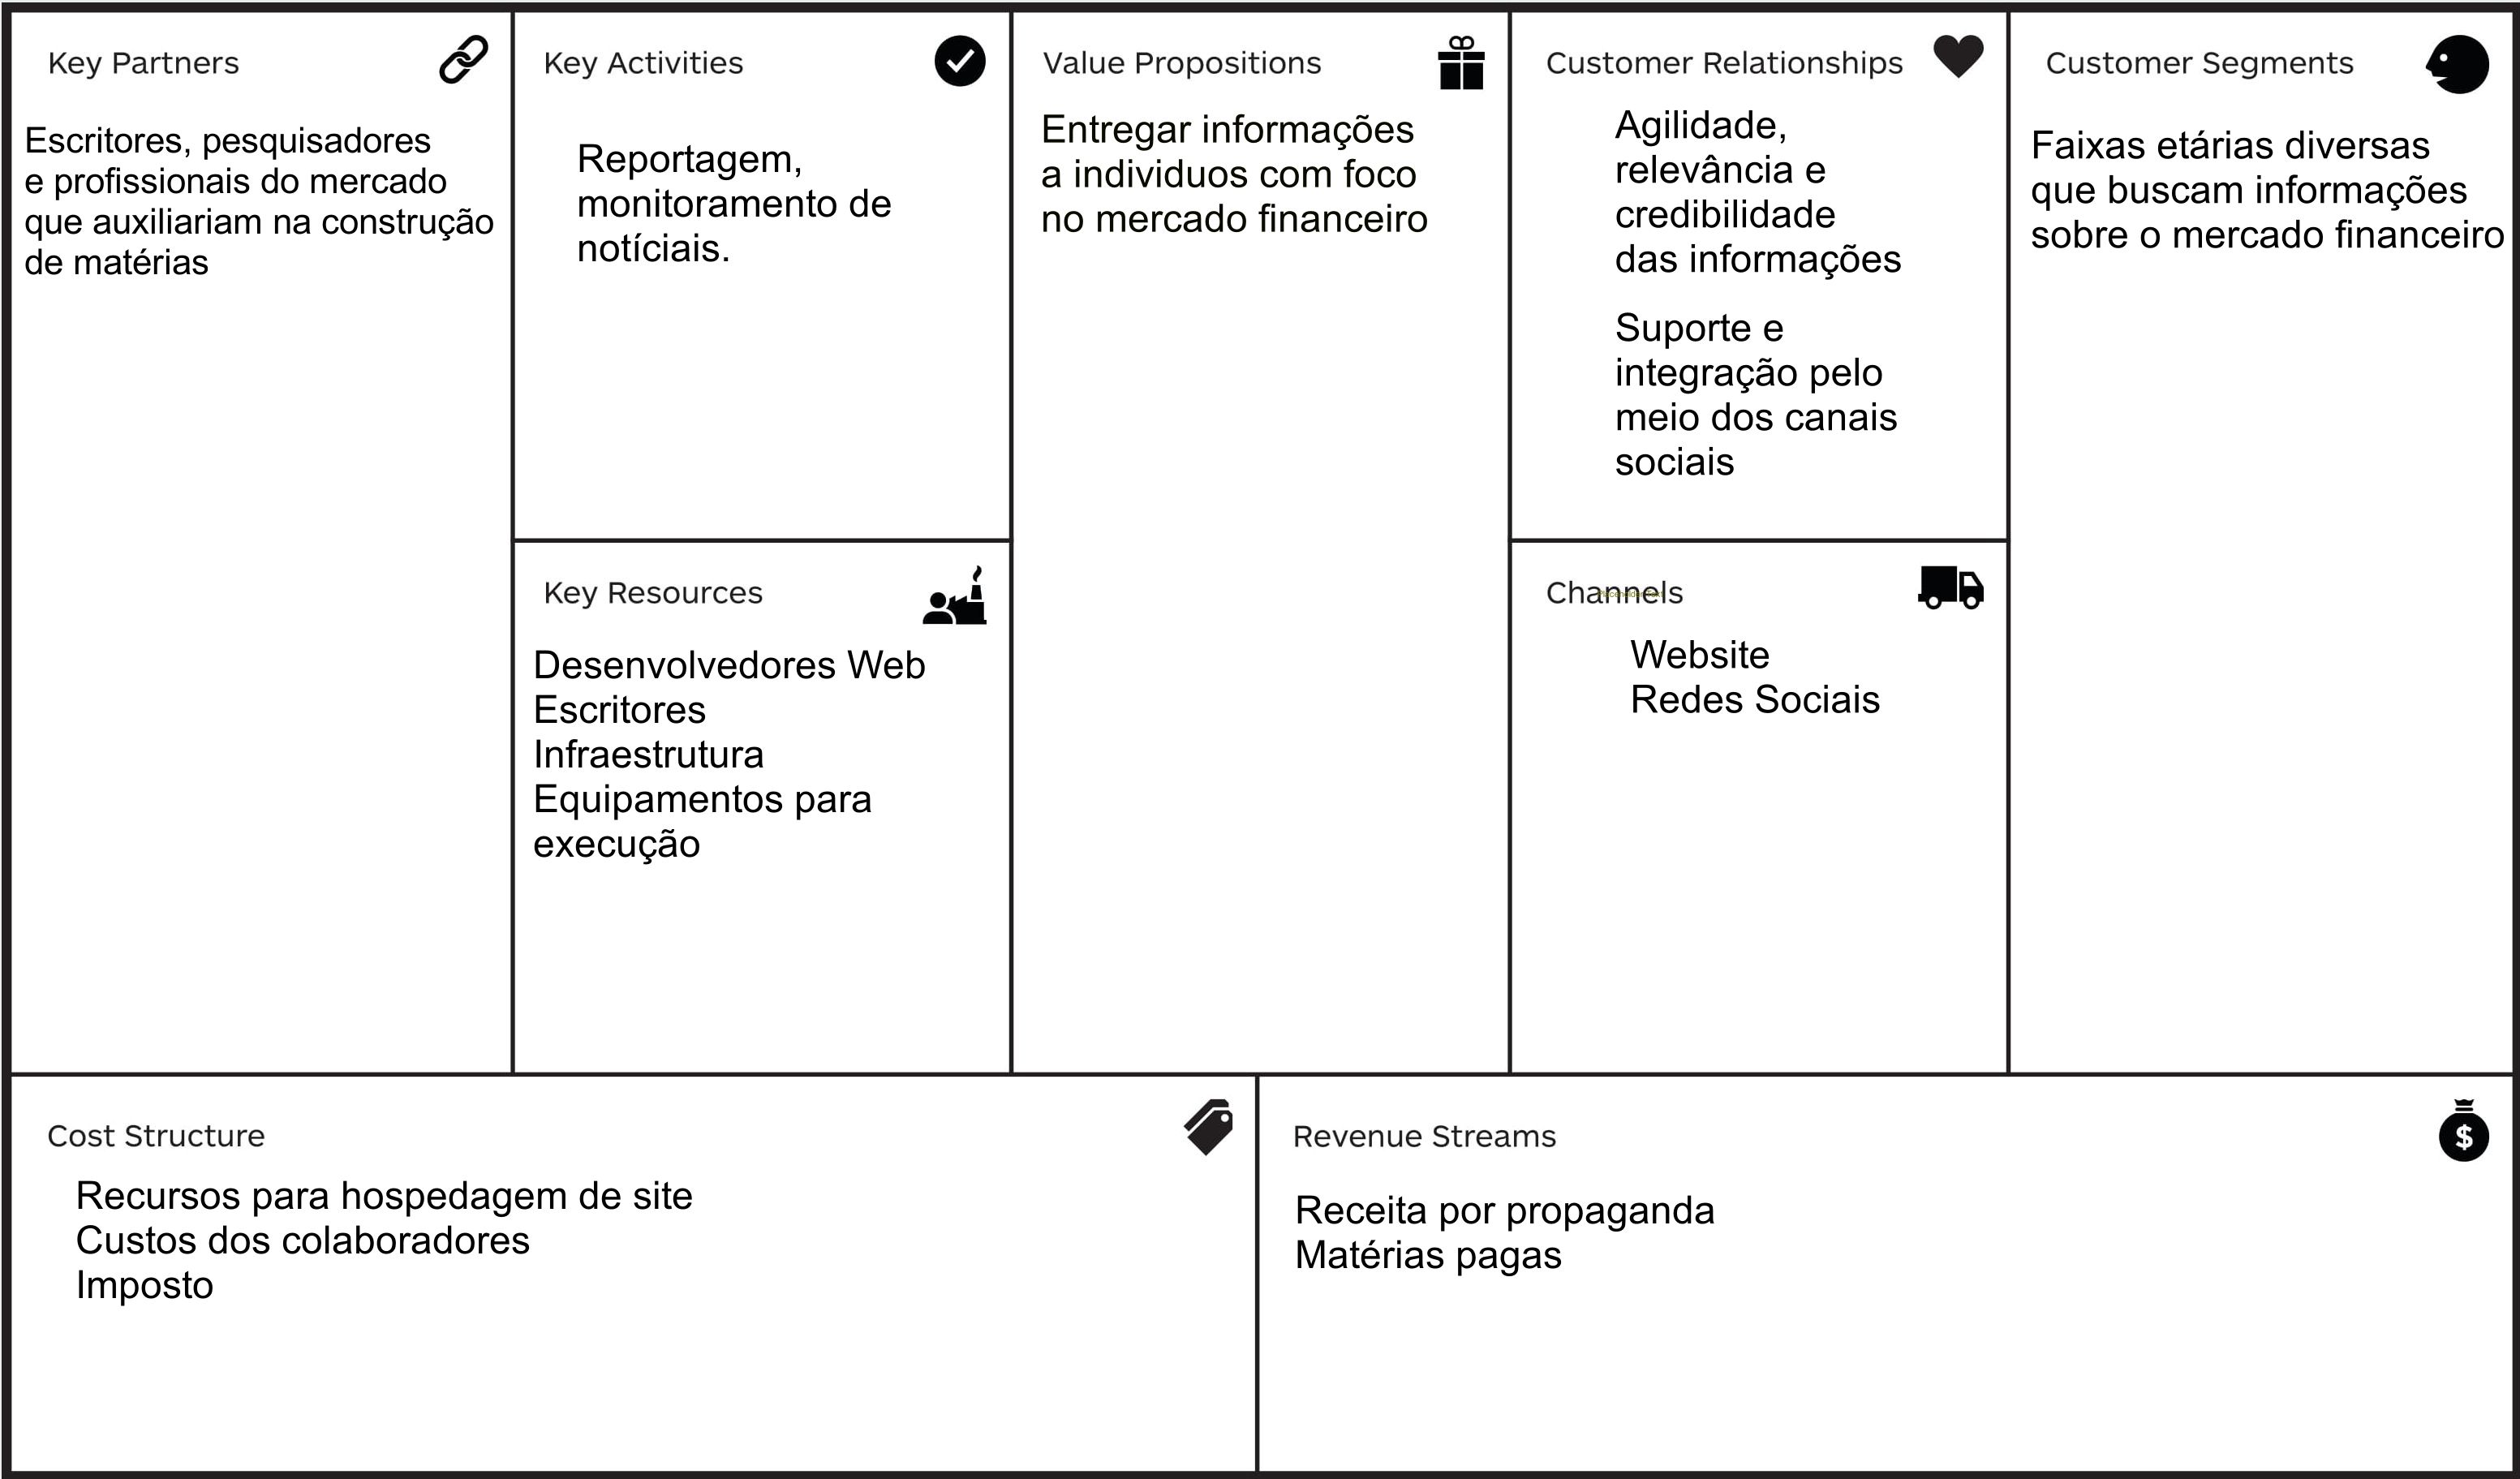 Key Partners
Escritores, pesquisadores
e profissionais do mercado
que auxiliariam na construção
de matérias
Key Activities
Reportagem,
monitoramento de
notíciais.
Key Resources
Desenvolvedores Web
Escritores
Infraestrutura
Equipamentos para
execução
Value Propositions
Entregar informações
a individuos com foco
no mercado financeiro
Customer Relationships
Agilidade,
relevância e
credibilidade
das informações
Suporte e
integração pelo
meio dos canais
sociais
Channels
Website
Redes Sociais
Customer Segments
Faixas etárias diversas
que buscam informações
sobre o mercado financeiro
Cost Structure
Recursos para hospedagem de site
Custos dos colaboradores
Imposto
Revenue Streams
$
Receita por propaganda
Matérias pagas